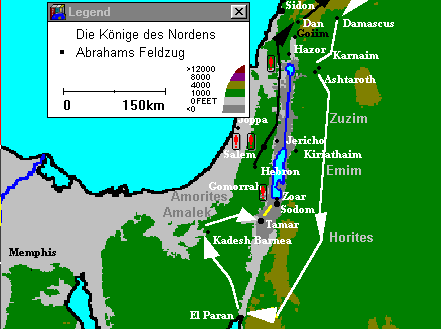 Legend
Die Könige des Nordens
Abrahams Feldzug
0
150km
>12000
8000
4000
1000
0 FEET
<0
Sidon
Dan
Damascus
Goiim
Hazor
Karnaim
Ashtaroth
Zuzim
Joppa
Jericho
Salem
Kiriathaim
Hebron
Emim
Gomorrah
Amorites
Zoar
Amalek
Sodom
Tamar
Kadesh Barnea
Horites
Memphis
El Paran